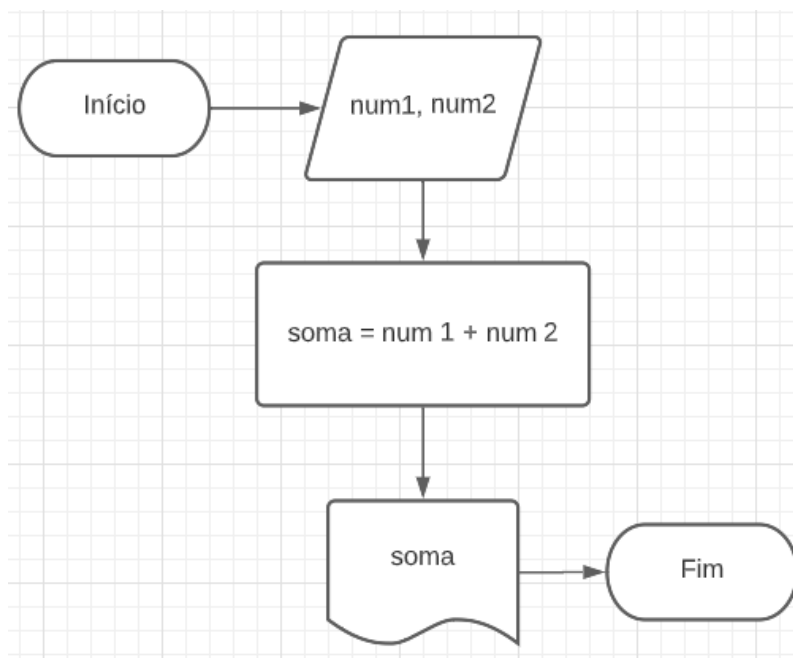 Início
num1, num2
soma = num 1 + num 2
soma
Fim